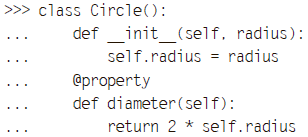 >>> class Circle():
...     def __init__(self, radius):
...         self.radius = radius
...     @property
...     def diameter(self):
...         return 2 * self.radius